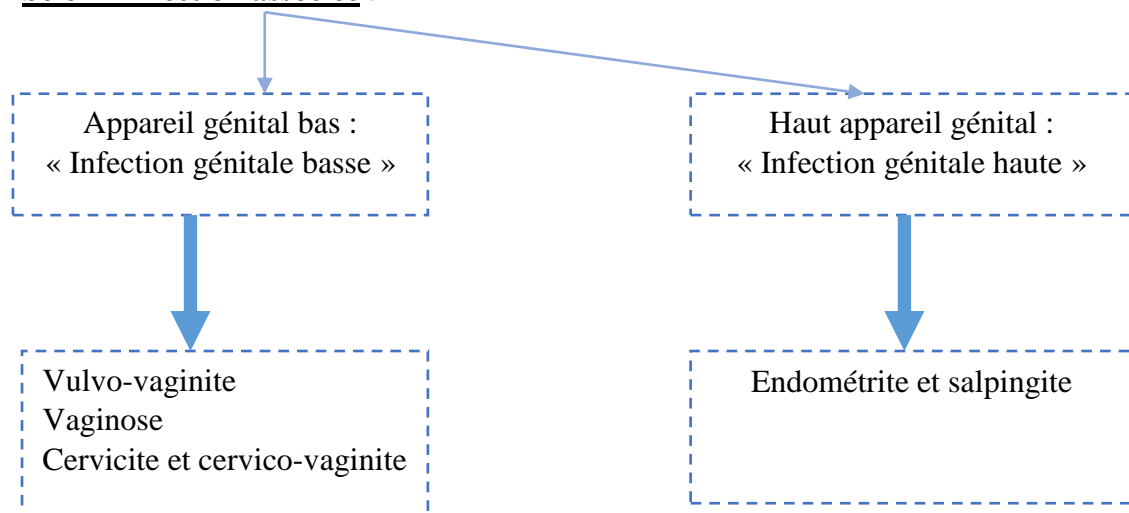 Appareil génital bas :
« Infection génitale basse »
Haut appareil génital :
« Infection génitale haute »
Vulvo-vaginite
Vaginose
Cervicite et cervico-vaginite
Endométrite et salpingite